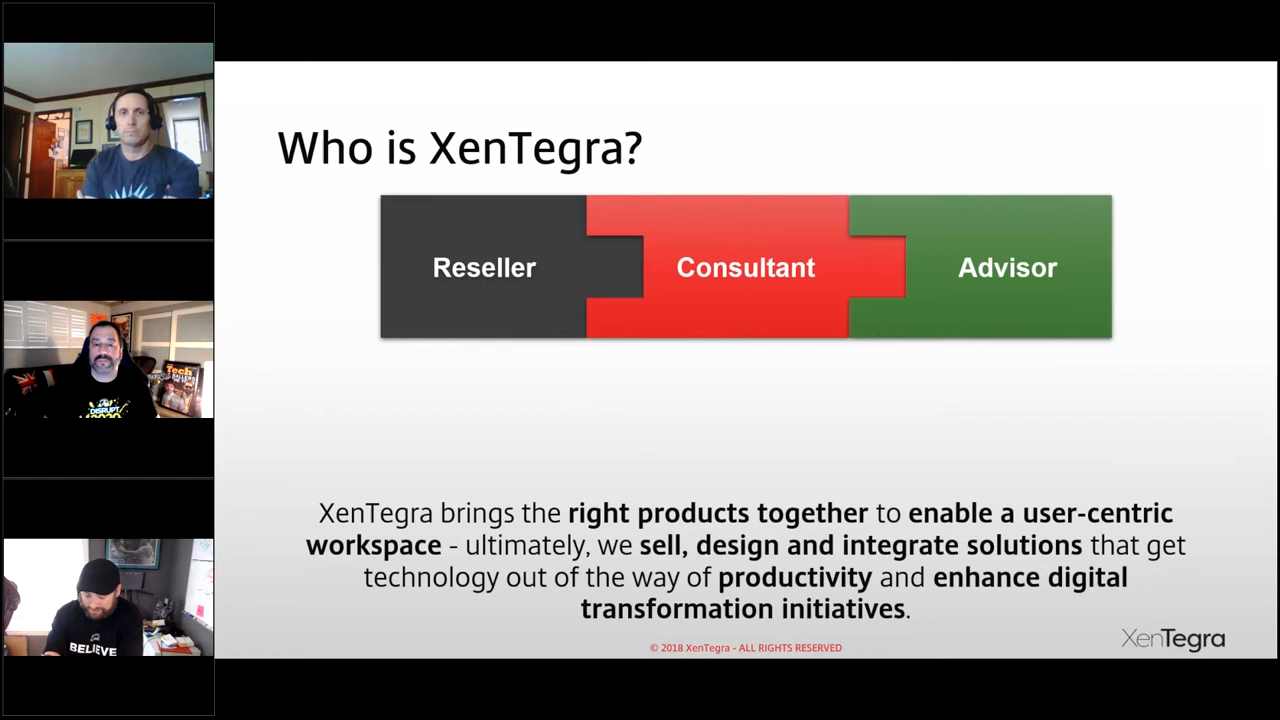 Who is XenTegra?
Reseller
Consultant
Advisor
XenTegra brings the right products together to enable a user-centric
workspace - ultimately, we sell, design and integrate solutions that get
technology out of the way of productivity and enhance digital
transformation initiatives.
© 2018 XenTegra - ALL RIGHTS RESERVED
XenTegra
Tech
DISRUPT
BELIEVE